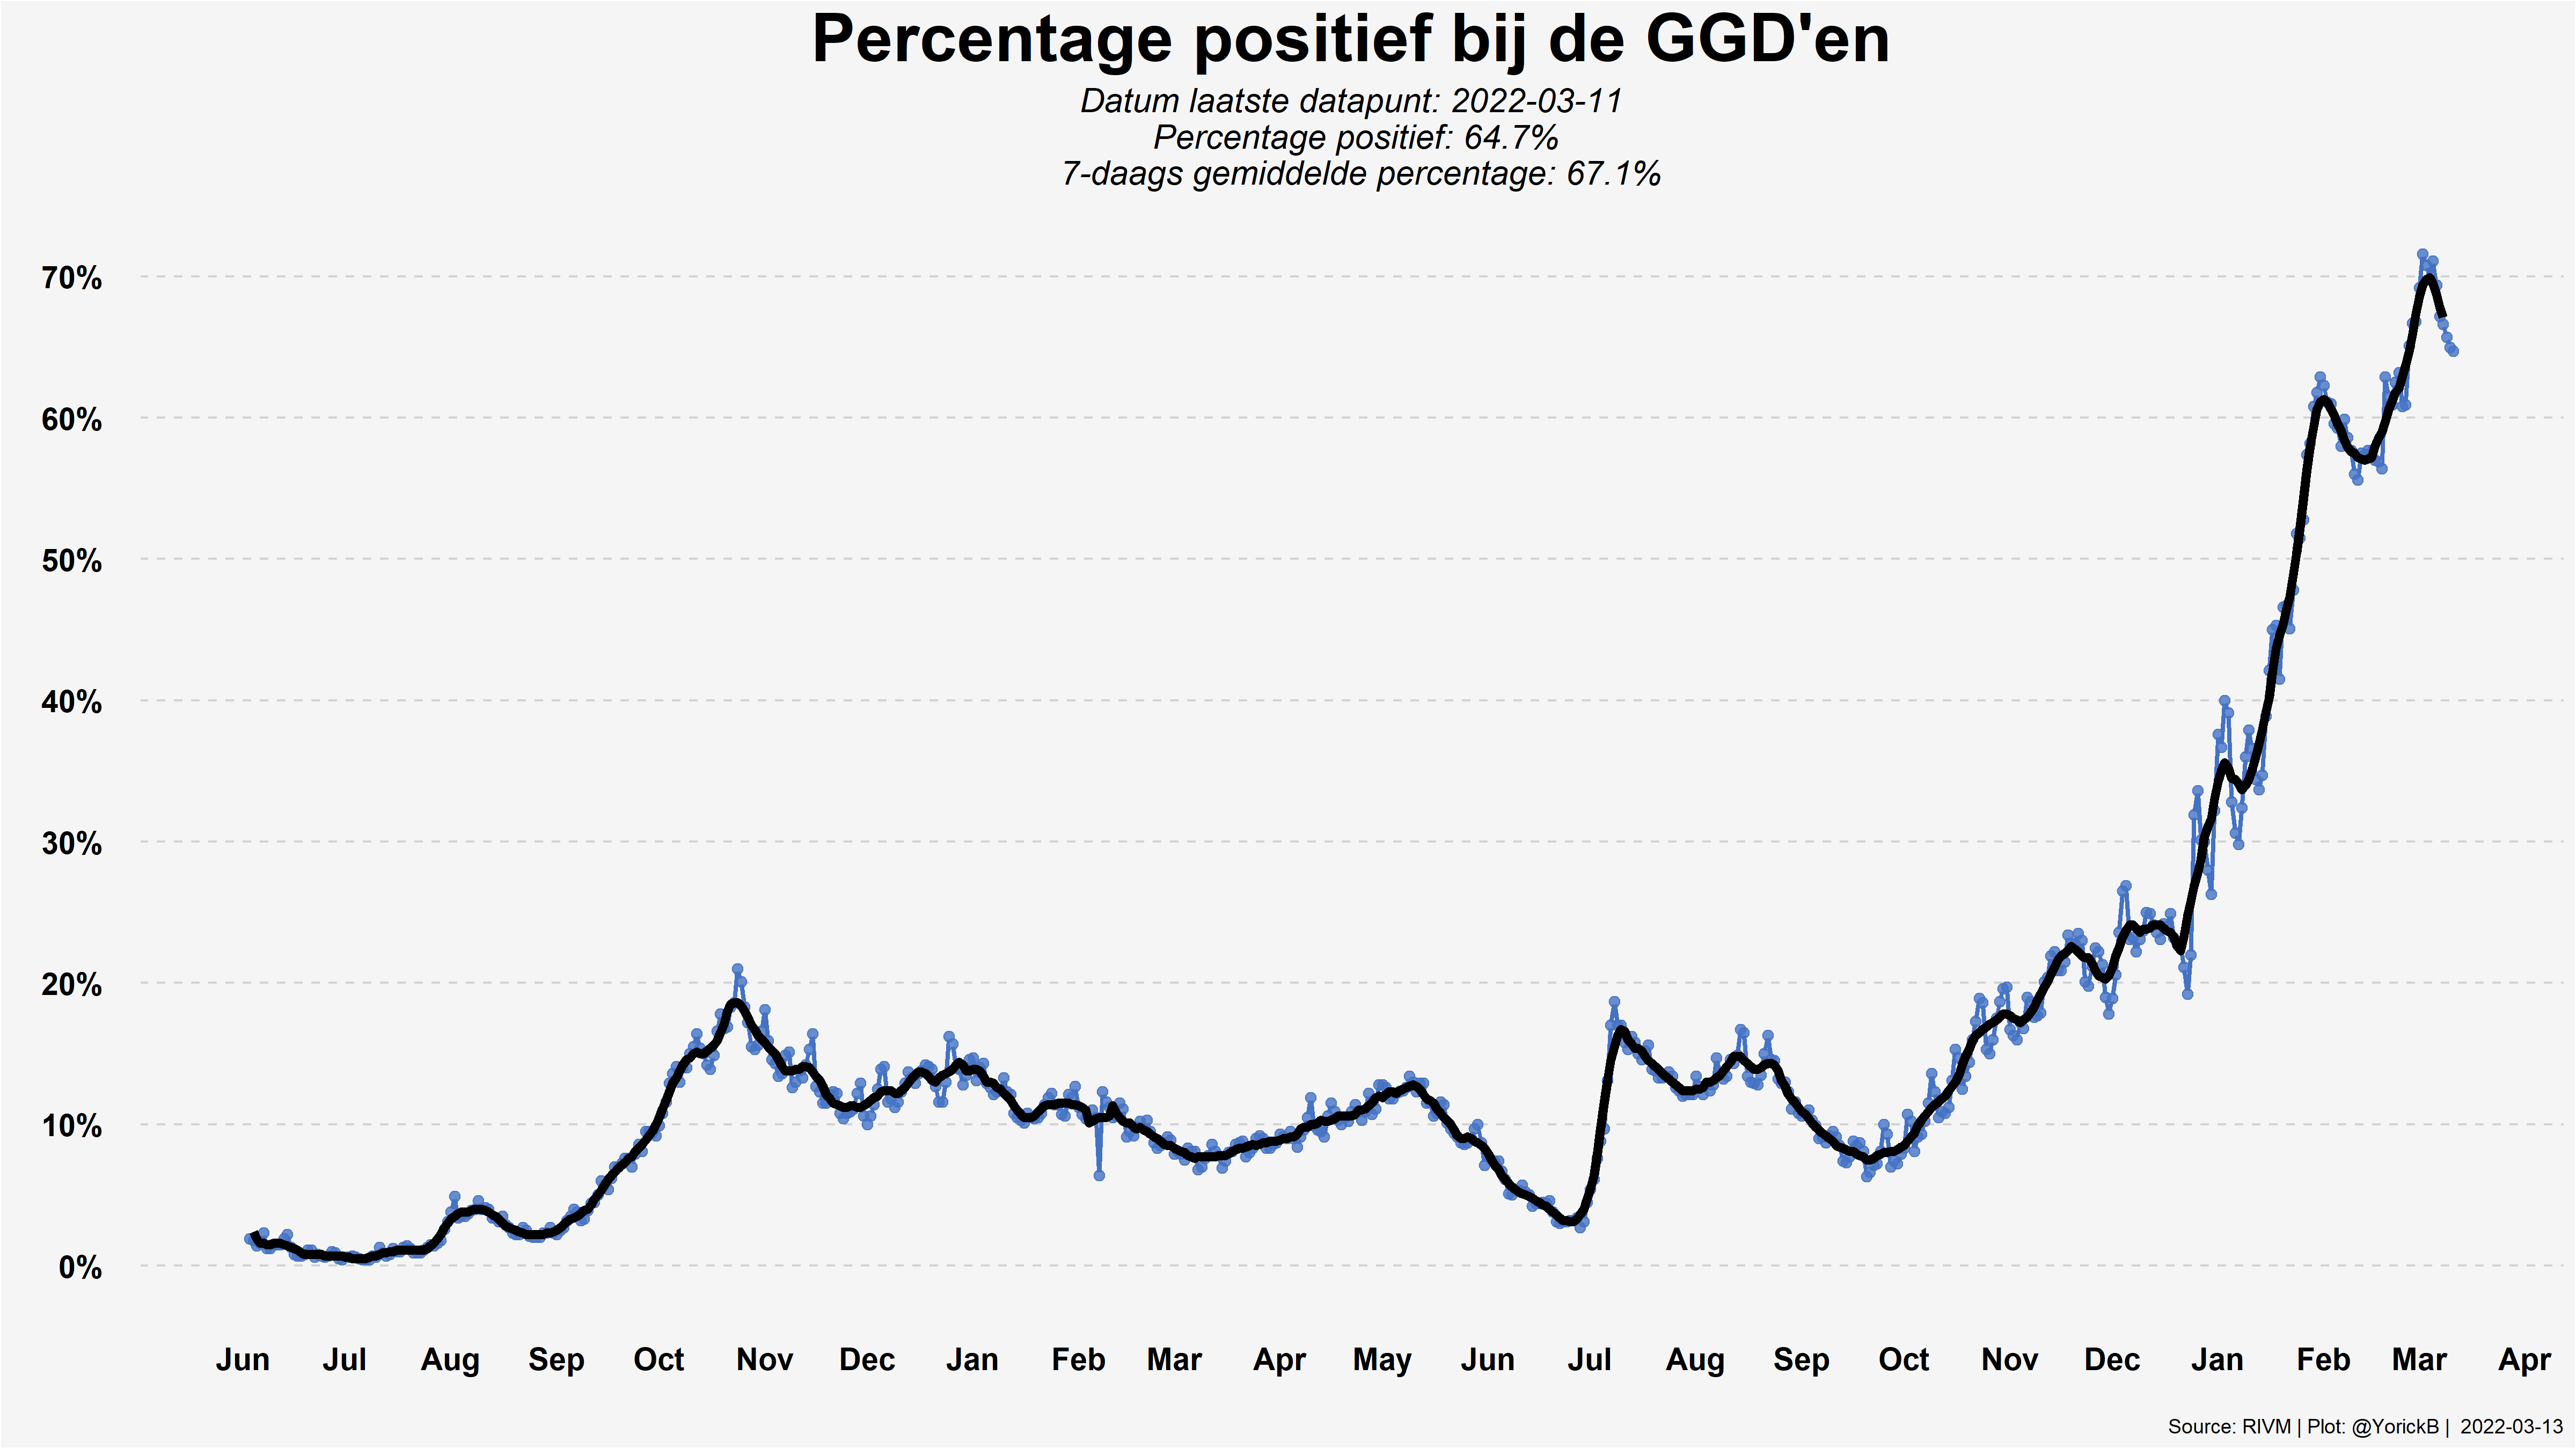 Percentage positief bij de GGD'en
Datum laatste datapunt: 2022-03-11
Percentage positief: 64.7%
7-daags gemiddelde percentage: 67.1%
70%
60%
50%
40%
30%
20%
10%
0%
Jun Jul Aug Sep Oct Nov Dec Jan Feb Mar Apr May Jun Jul Aug Sep Oct Nov Dec Jan Feb Mar Apr
Source: RIVM | Plot: @YorickB | 2022-03-13